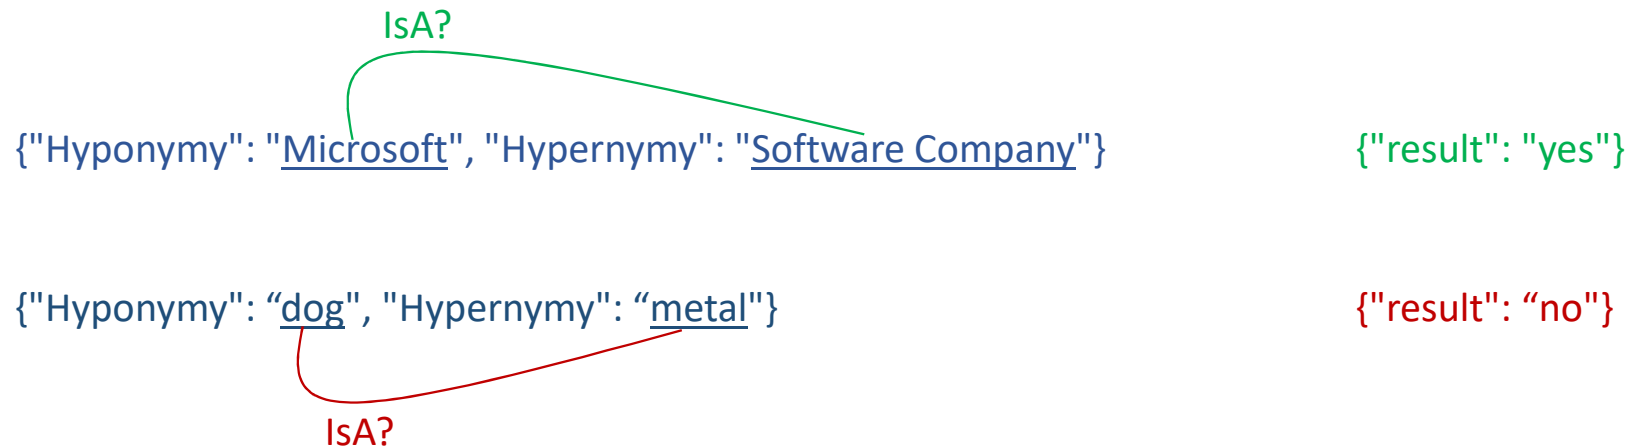 IsA?
{"Hyponymy": "Microsoft", "Hypernymy": "Software Company"} {"result": "yes"}
{"Hyponymy": “dog", "Hypernymy": “metal"} {"result": “no"}
IsA?